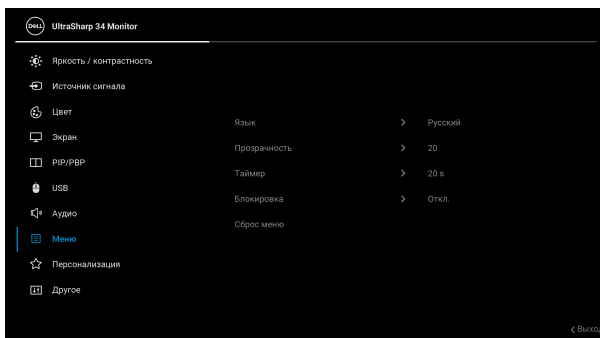 DELL UltraSharp 34 Monitor
Яркость / контрастность
Источник сигнала
Цвет
Экран
PIP/PBP
USB
Аудио
Меню
Персонализация
Другое
Язык Русский
Прозрачность 20
Таймер 20 s
Блокировка Откл.
Сброс меню
Выход